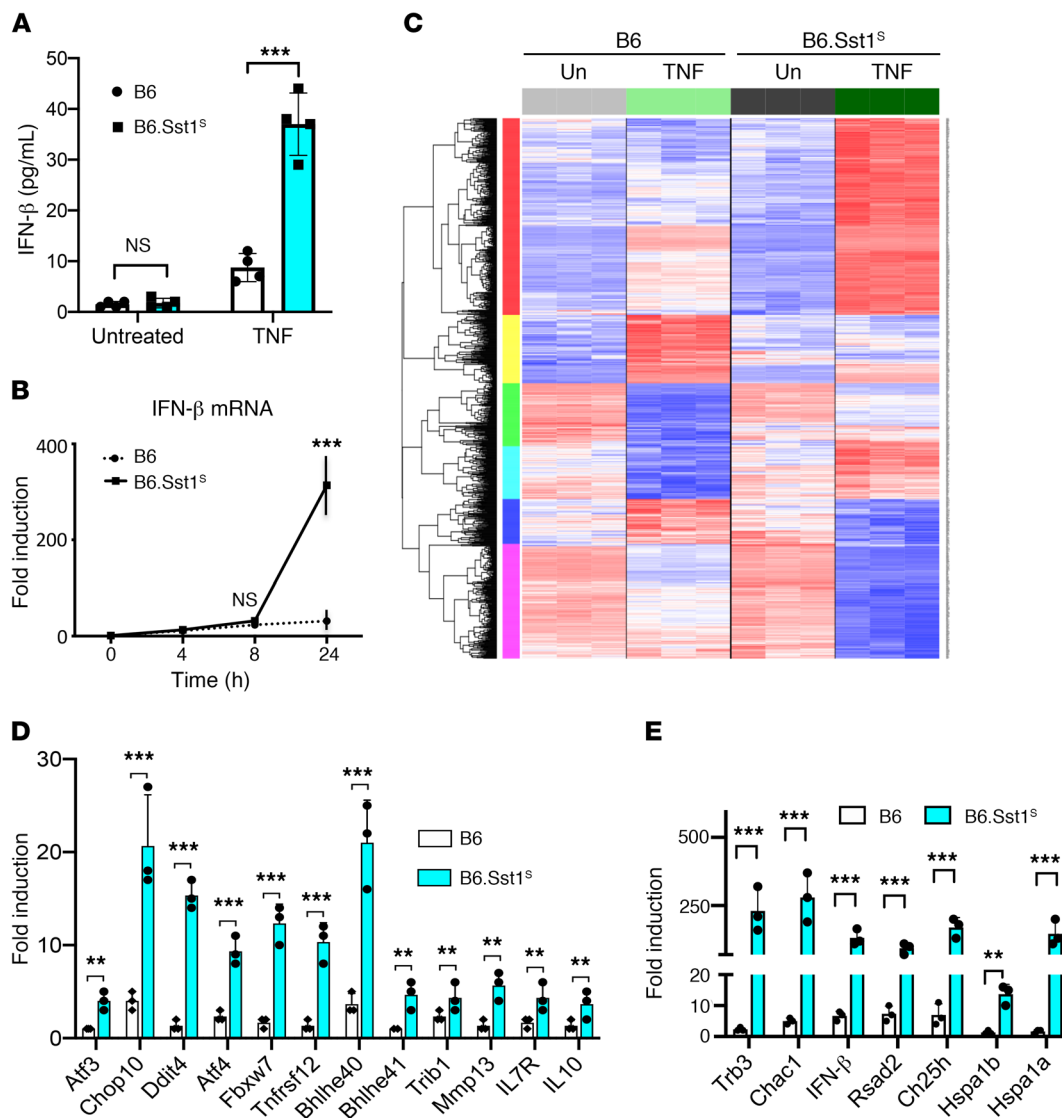 A
IFN-β (pg/mL)
50
40
30
20
10
0
B6
B6.Sst1ˢ
***
NS
Untreated
TNF
B
IFN-β mRNA
Fold induction
400
200
0
B6
B6.Sst1ˢ
***
NS
0
4
8
24
Time (h)
C
B6
B6.Sst1ˢ
Un
TNF
Un
TNF
D
Fold induction
30
20
10
0
**
***
***
***
***
***
***
**
**
**
**
**
B6
B6.Sst1ˢ
Atf3
Chop10
Ddit4
Atf4
Fbxw7
Tnfrsf12
Bhlhe40
Bhlhe41
Trib1
Mmp13
IL7R
IL10
E
Fold induction
500
250
20
10
0
B6
B6.Sst1ˢ
***
***
***
***
***
**
***
Trb3
Chac1
IFN-β
Rsad2
Ch25h
Hspa1b
Hspa1a